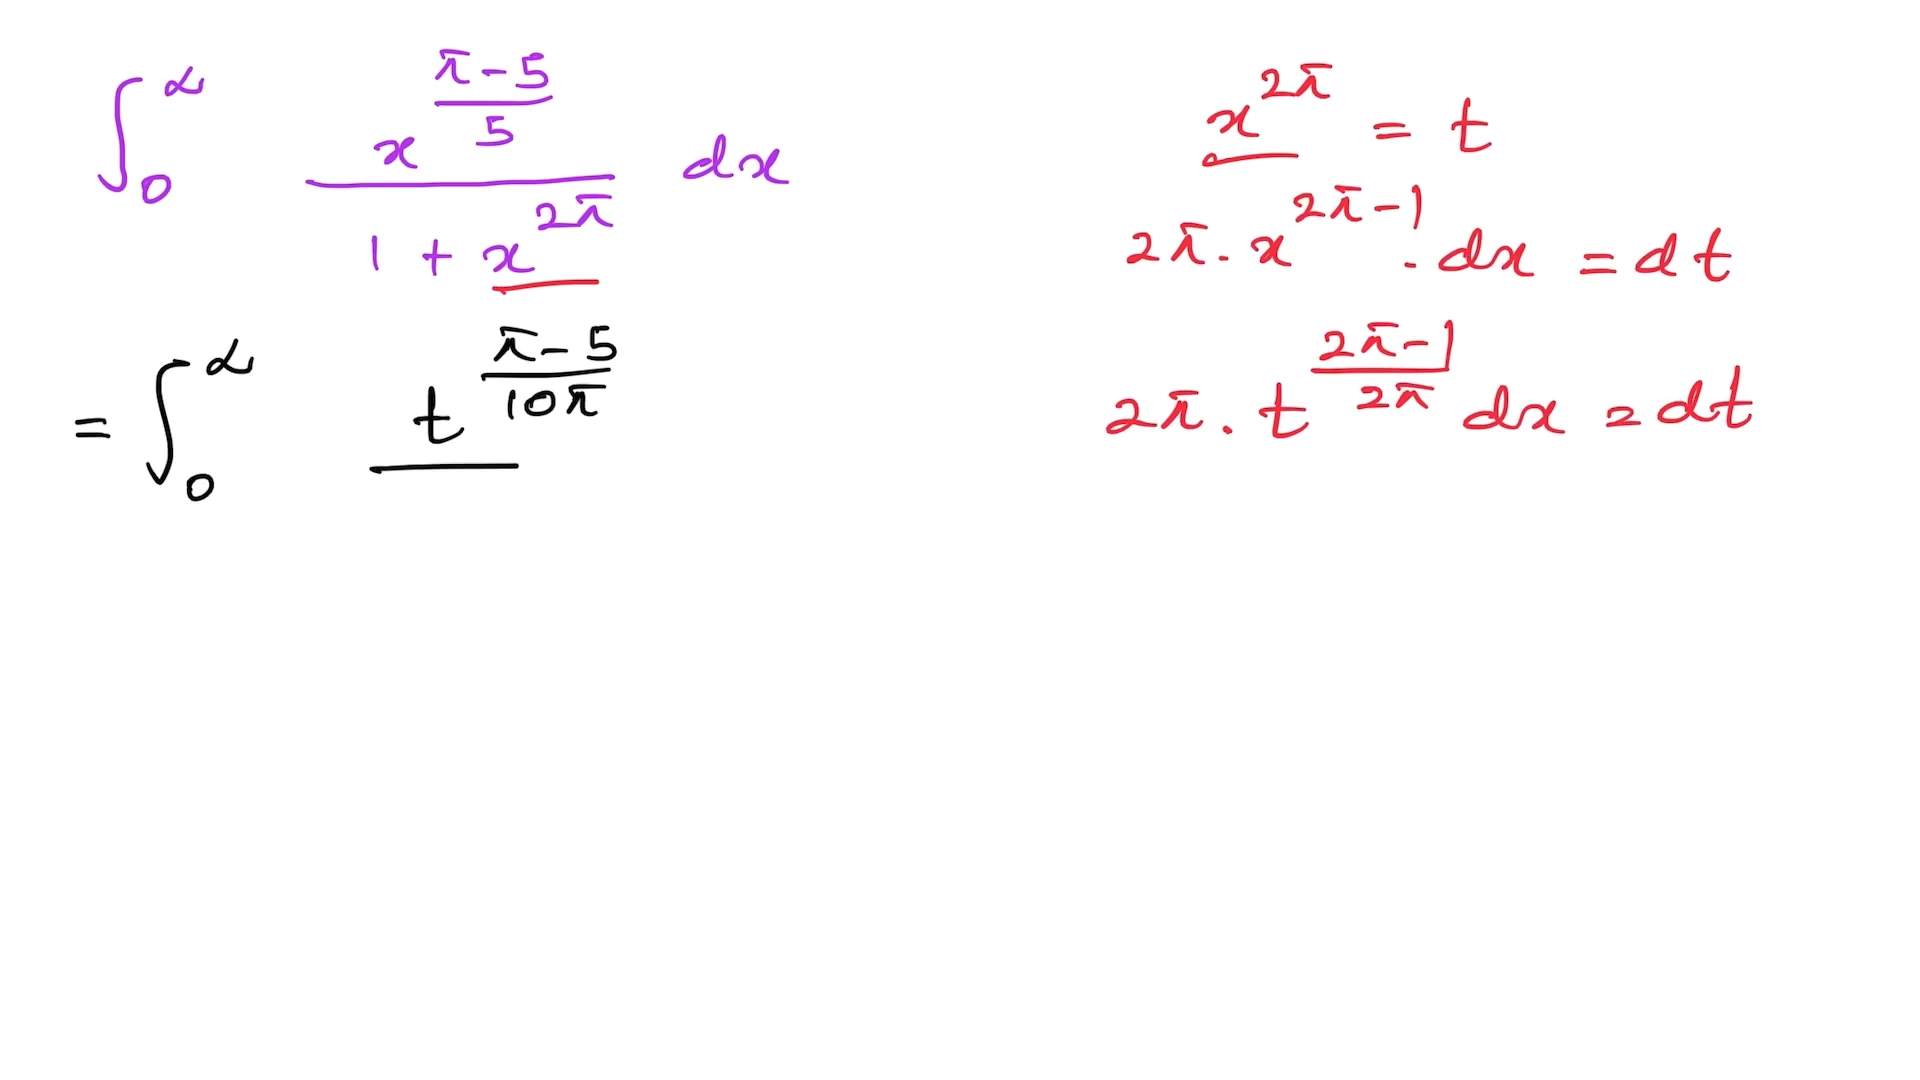 ∫₀^∝ x^((π-5)/5) / (1 + x^(2π)) dx
= ∫₀^∝ t^((π-5)/(10π))
x^(2π) = t
2π. x^(2π-1) . dx = dt
2π. t^((2π-1)/(2π)) dx = dt